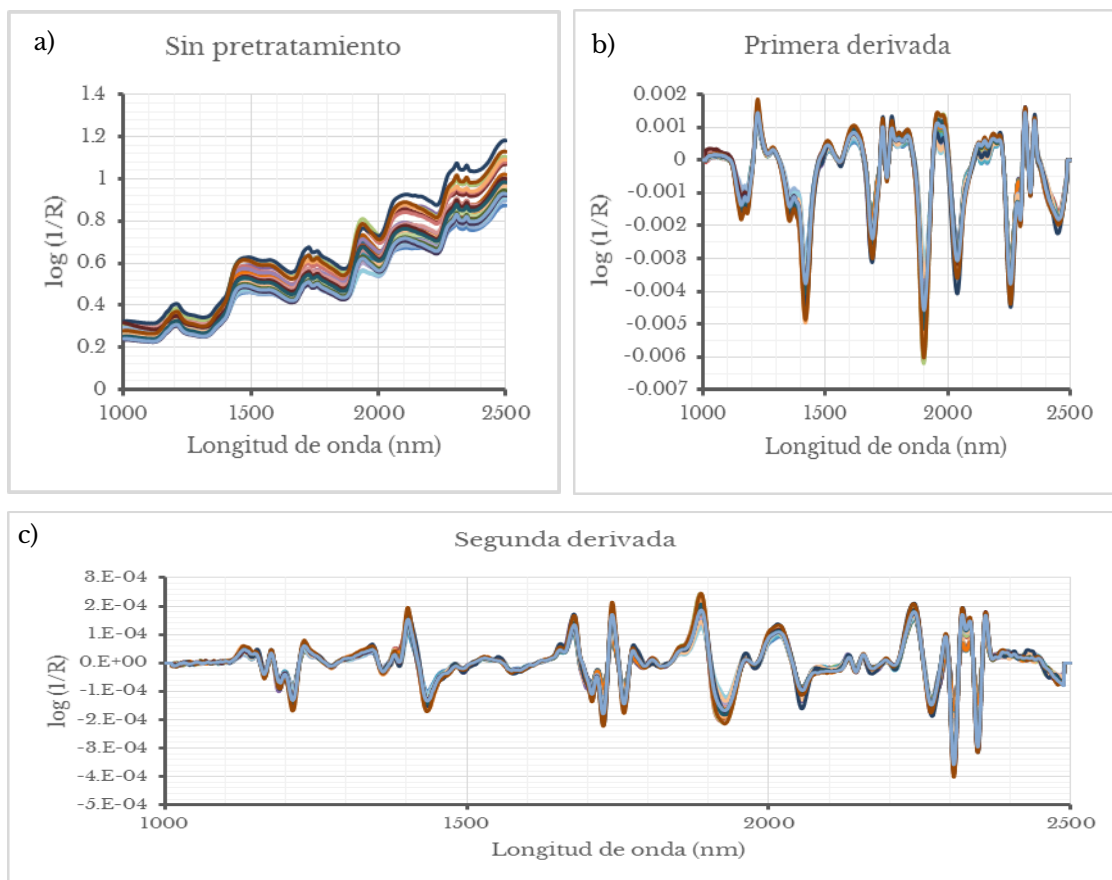 a)
Sin pretratamiento
log (1/R)
1.4
1.2
1
0.8
0.6
0.4
0.2
0
1000 1500 2000 2500
Longitud de onda (nm)
b)
Primera derivada
log (1/R)
0.002
0.001
0
-0.001
-0.002
-0.003
-0.004
-0.005
-0.006
-0.007
1000 1500 2000 2500
Longitud de onda (nm)
c)
Segunda derivada
log (1/R)
3.E-04
2.E-04
1.E-04
0.E+00
-1.E-04
-2.E-04
-3.E-04
-4.E-04
-5.E-04
1000 1500 2000 2500
Longitud de onda (nm)